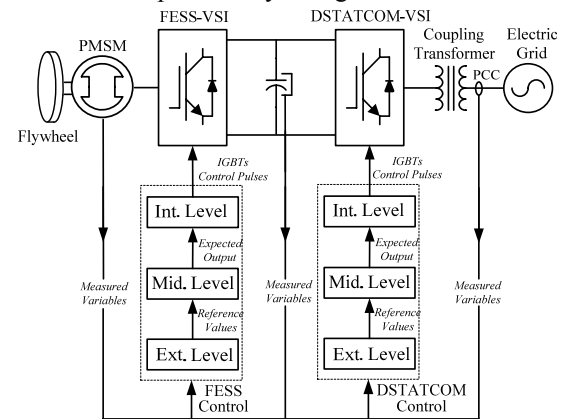 FESS-VSI
DSTATCOM-VSI
Coupling
Transformer
Electric
Grid
PMSM
PCC
Flywheel
IGBTs
Control Pulses
IGBTs
Control Pulses
Int. Level
Int. Level
Expected
Output
Expected
Output
Measured
Variables
Mid. Level
Measured
Variables
Mid. Level
Measured
Variables
Reference
Values
Reference
Values
Ext. Level
Ext. Level
FESS
Control
DSTATCOM
Control